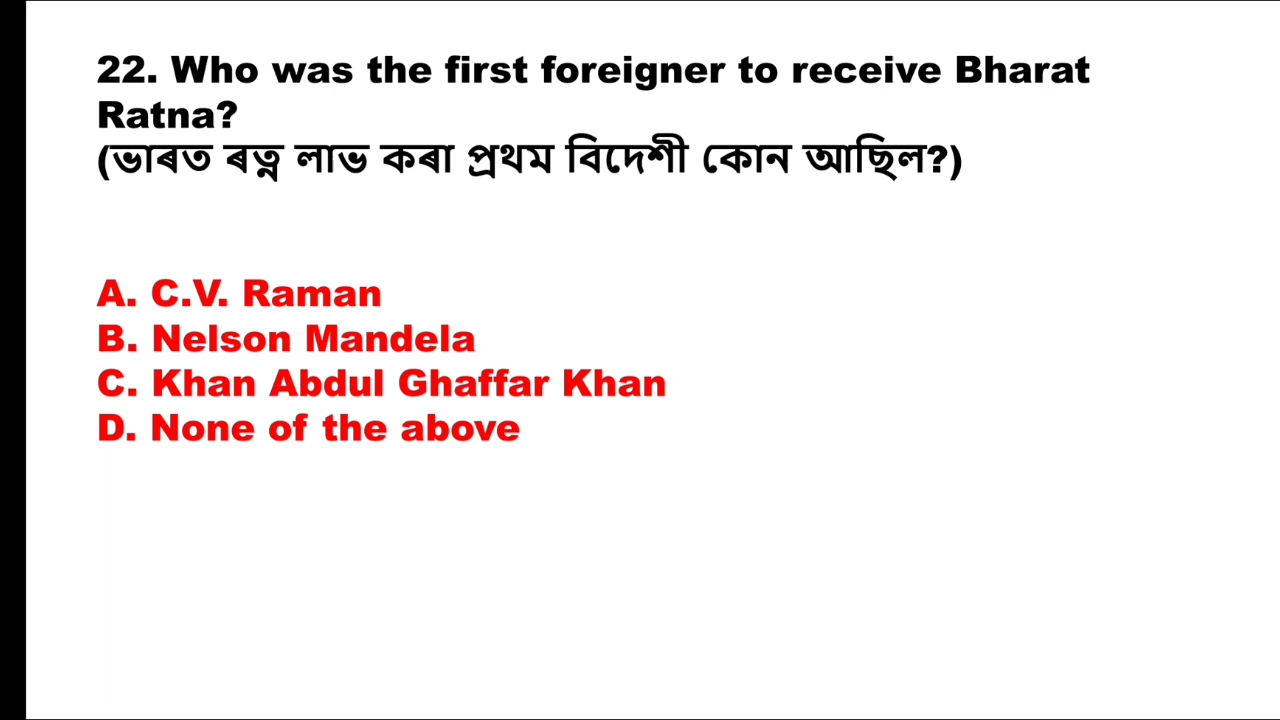 22. Who was the first foreigner to receive Bharat
Ratna?
(ভাৰত ৰত্ন লাভ কৰা প্ৰথম বিদেশী কোন আছিল?)
A. C.V. Raman
B. Nelson Mandela
C. Khan Abdul Ghaffar Khan
D. None of the above